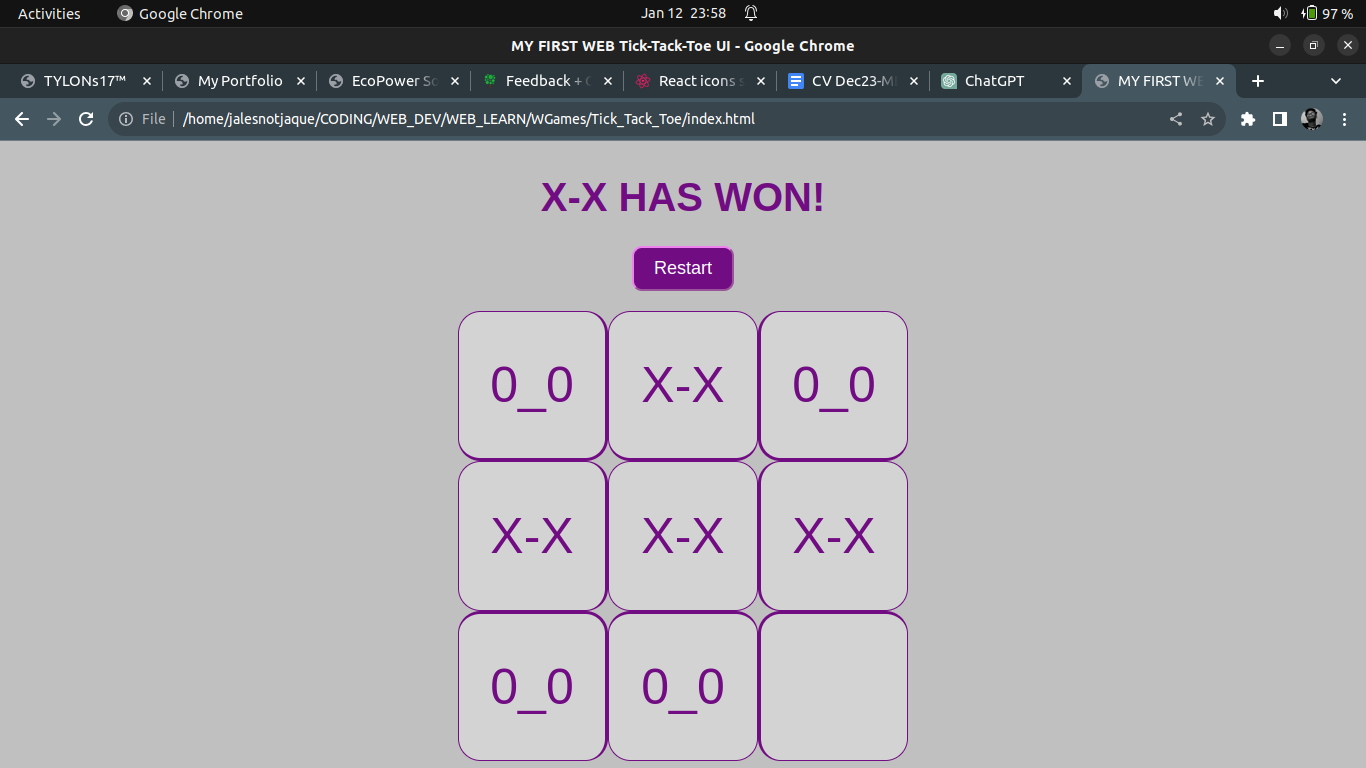 Activities Google Chrome Jan 12 23:58 97 %
MY FIRST WEB Tick-Tack-Toe UI - Google Chrome
TYLONs17™ My Portfolio EcoPower Feedback + React icons CV Dec23- ChatGPT MY FIRST
File /home/jalesnotjaque/CODING/WEB_DEV/WEB_LEARN/WGames/Tick_Tack_Toe/index.html
X-X HAS WON!
Restart
0_0 X-X 0_0
X-X X-X X-X
0_0 0_0